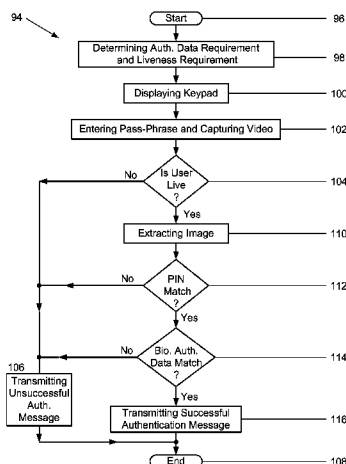 94
Start
96
Determining Auth. Data Requirement
and Liveness Requirement
98
Displaying Keypad
100
Entering Pass-Phrase and Capturing Video
102
No
Is User
Live
?
104
Yes
Extracting Image
110
No
PIN
Match
?
112
Yes
No
Bio. Auth.
Data Match
?
114
106
Transmitting
Unsuccessful
Auth.
Message
Yes
Transmitting Successful
Authentication Message
116
End
108